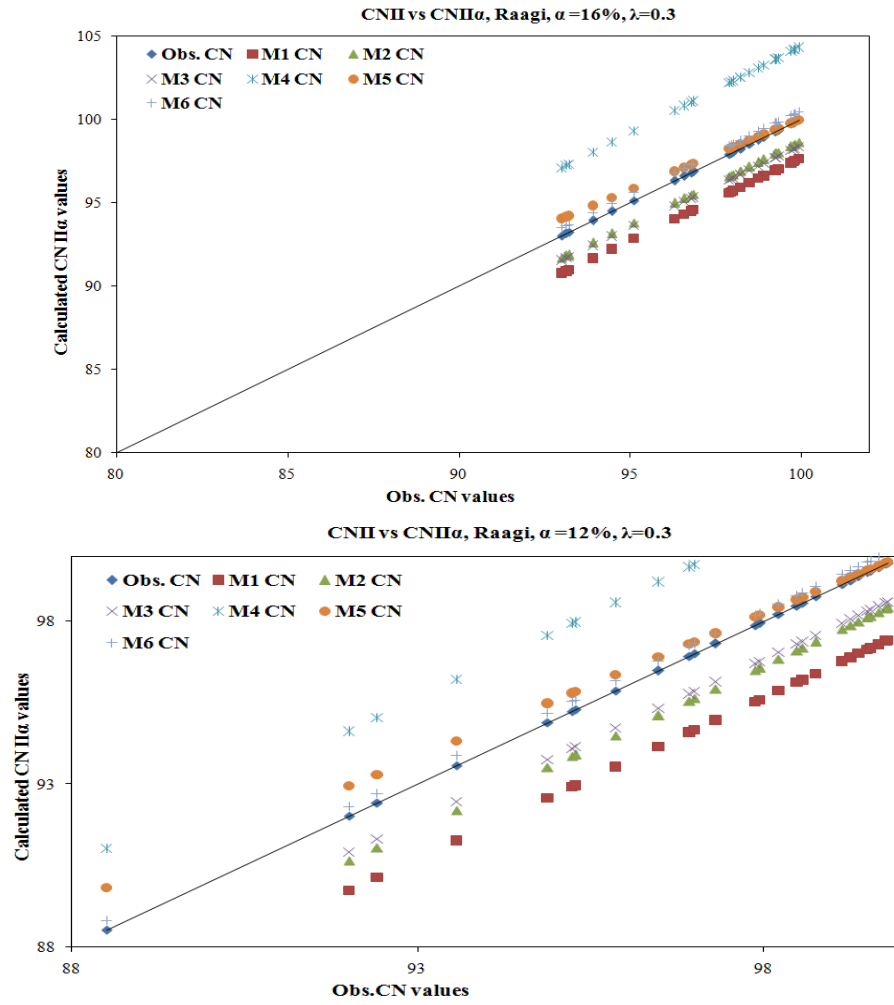 CNII vs CNIIα, Raagi, α =16%, λ=0.3
Calculated CN IIα values
105
100
95
90
85
80
Obs. CN M1 CN M2 CN
M3 CN M4 CN M5 CN
M6 CN
80 85 90 95 100
Obs. CN values
CNII vs CNIIα, Raagi, α =12%, λ=0.3
Calculated CN IIα values
98
93
88
Obs. CN M1 CN M2 CN
M3 CN M4 CN M5 CN
M6 CN
88 93 98
Obs.CN values